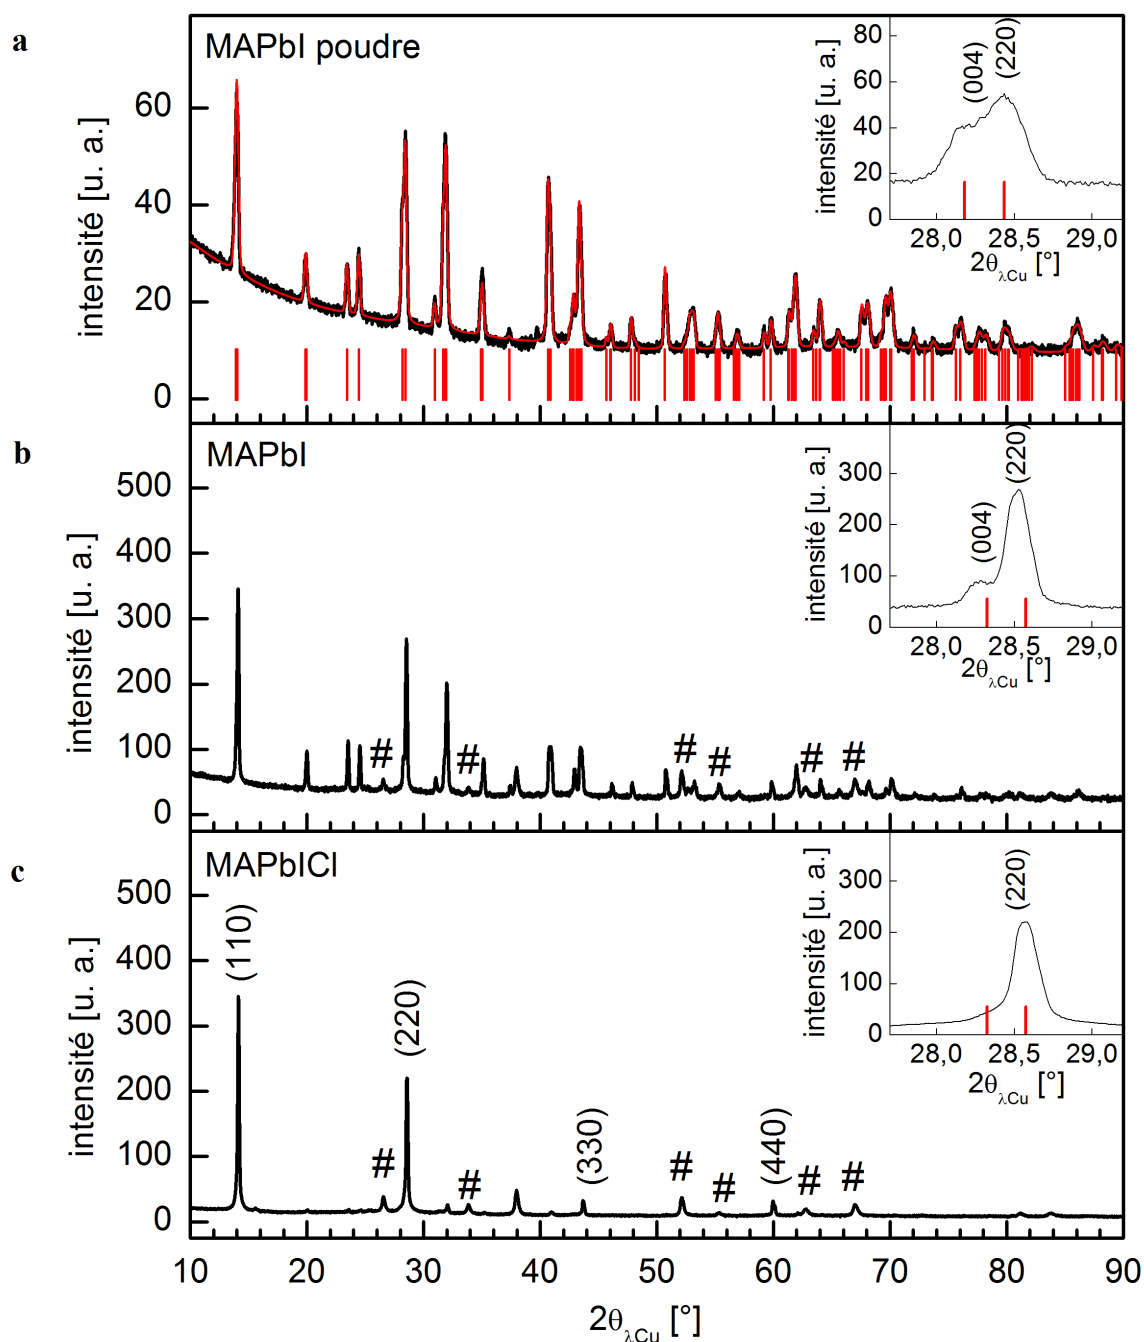 a
MAPbI poudre
intensité [u. a.]
60
40
20
0
80
60
40
20
0
intensité [u. a.]
(004)
(220)
28,0
28,5
29,0
2θλCu [°]
b
MAPbI
intensité [u. a.]
500
400
300
200
100
0
# # # # # #
300
200
100
0
intensité [u. a.]
(004)
(220)
28,0
28,5
29,0
2θλCu [°]
c
MAPbICl
intensité [u. a.]
500
400
300
200
100
0
(110)
#
#
(220)
(330)
#
#
(440)
#
#
300
200
100
0
intensité [u. a.]
(220)
28,0
28,5
29,0
2θλCu [°]
10 20 30 40 50 60 70 80 90
2θλCu [°]